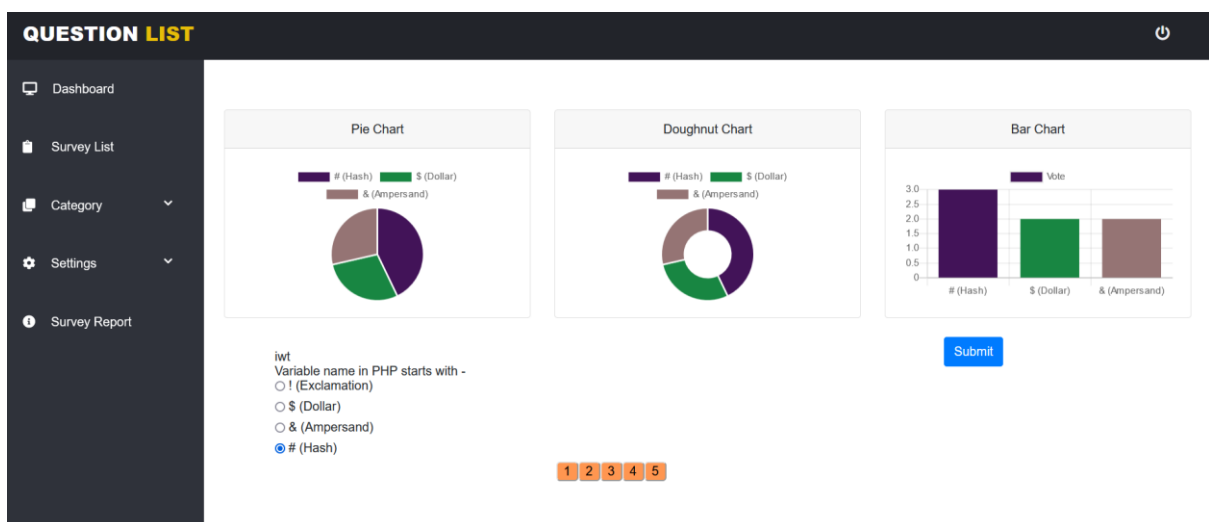 QUESTION LIST
Dashboard
Survey List
Category
Settings
Survey Report
Pie Chart
# (Hash) $ (Dollar)
& (Ampersand)
Doughnut Chart
# (Hash) $ (Dollar)
& (Ampersand)
Bar Chart
Vote
3.0
2.5
2.0
1.5
1.0
0.5
0
# (Hash) $ (Dollar) & (Ampersand)
Submit
iwt
Variable name in PHP starts with -
! (Exclamation)
$ (Dollar)
& (Ampersand)
# (Hash)
1 2 3 4 5